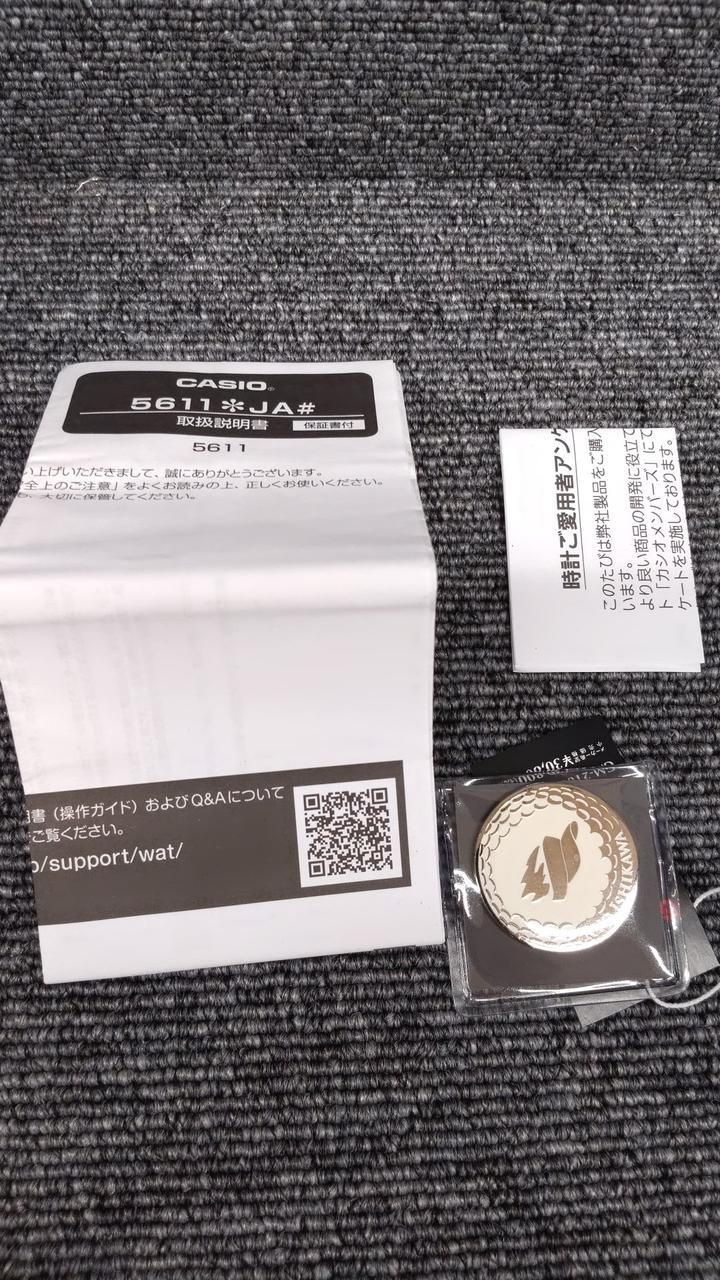 CASIO®
5611✽JA#
取扱説明書 保証書付
5611
い上げいただきまして、誠にありがとうございます。
全上のご注意」をよくお読みの上、正しくお使いください。
大切に保管してください。
明書(操作ガイド)およびQ&Aについて
ご覧ください。
/support/wat/
時計ご愛用者アンケ
このたびは弊社製品をご購入
います。
より良い商品の開発に役立て
ト「カシオメンバーズ」にて
ケートを実施しております。
ISHIKAWA